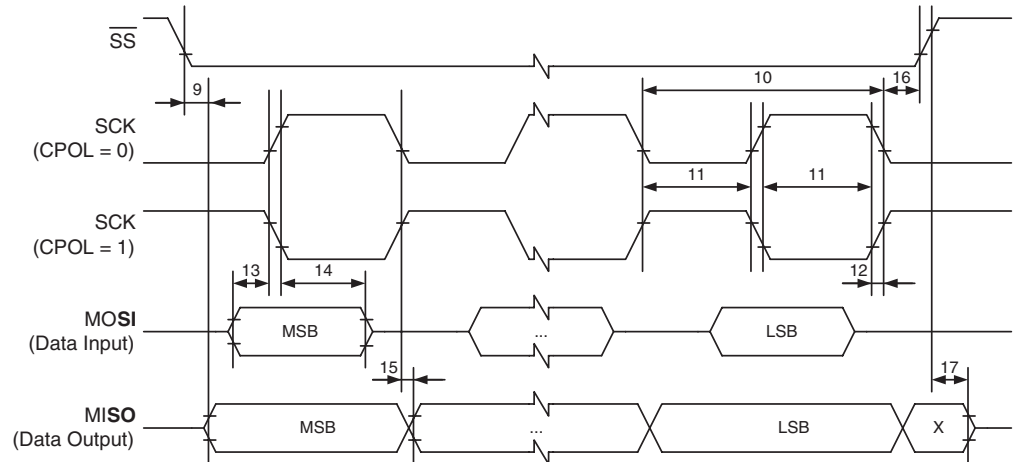 SS
9
10
16
SCK
(CPOL = 0)
11
11
SCK
(CPOL = 1)
13
14
12
MOSI
(Data Input)
MSB
...
LSB
15
17
MISO
(Data Output)
MSB
...
LSB
X